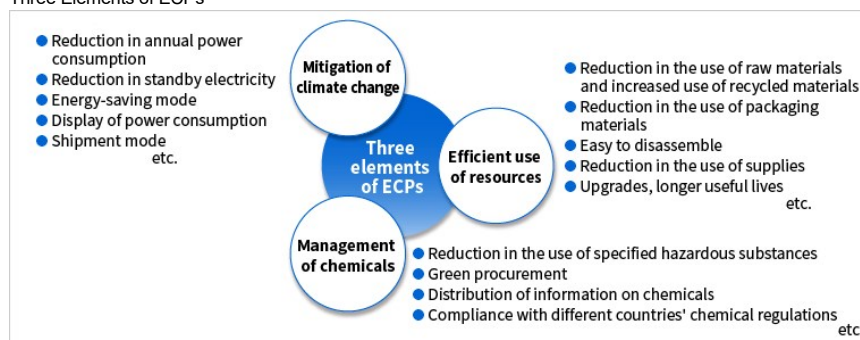 Three Elements of ECPs
Mitigation of
climate change
● Reduction in annual power
consumption
● Reduction in standby electricity
● Energy-saving mode
● Display of power consumption
● Shipment mode
etc.
Three
elements
of ECPs
Efficient use
of resources
● Reduction in the use of raw materials
and increased use of recycled materials
● Reduction in the use of packaging
materials
● Easy to disassemble
● Reduction in the use of supplies
● Upgrades, longer useful lives
etc.
Management
of chemicals
● Reduction in the use of specified hazardous substances
● Green procurement
● Distribution of information on chemicals
● Compliance with different countries' chemical regulations
etc